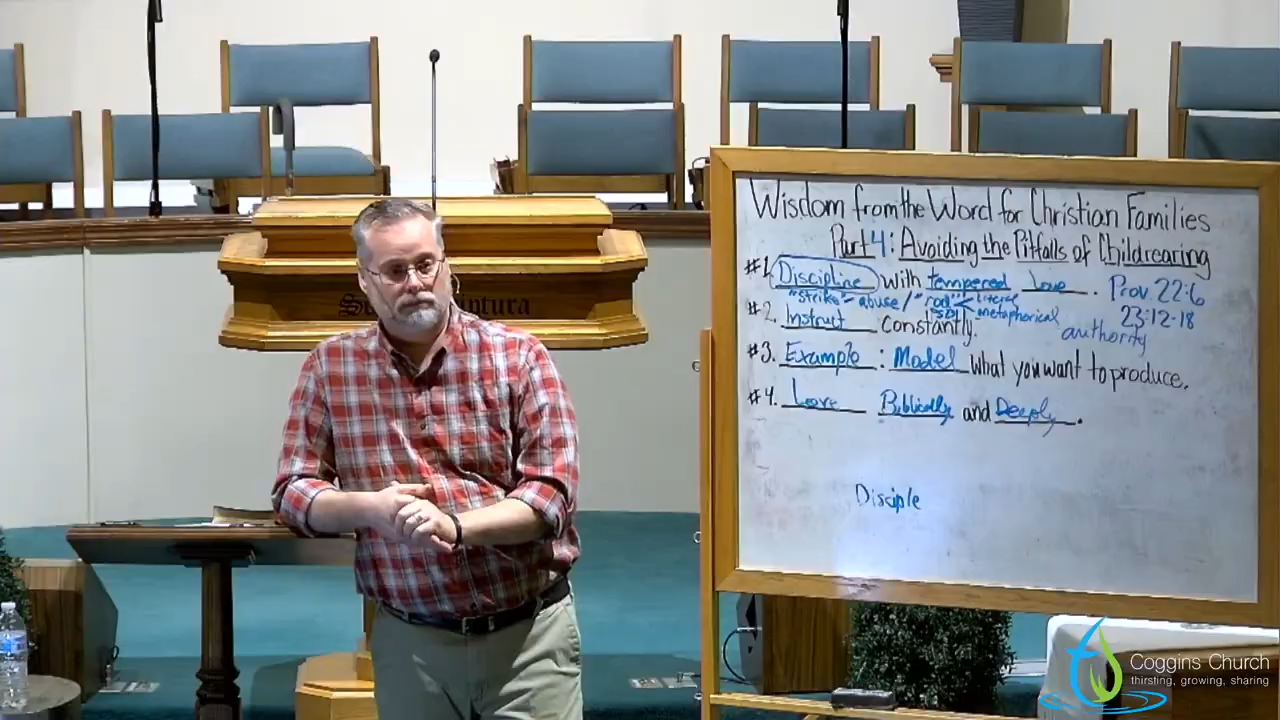 Wisdom from the Word for Christian Families
Part 4: Avoiding the Pitfalls of Childrearing
#1. Discipline with tempered love. Prov. 22:6
"strike" - abuse / "rod" literal
metaphorical
23:12-18
#2. Instruct constantly.
authority
#3. Example: Model what you want to produce.
#4. Love Biblically and Deeply.
Disciple
Coggins Church
thirsting, growing, sharing